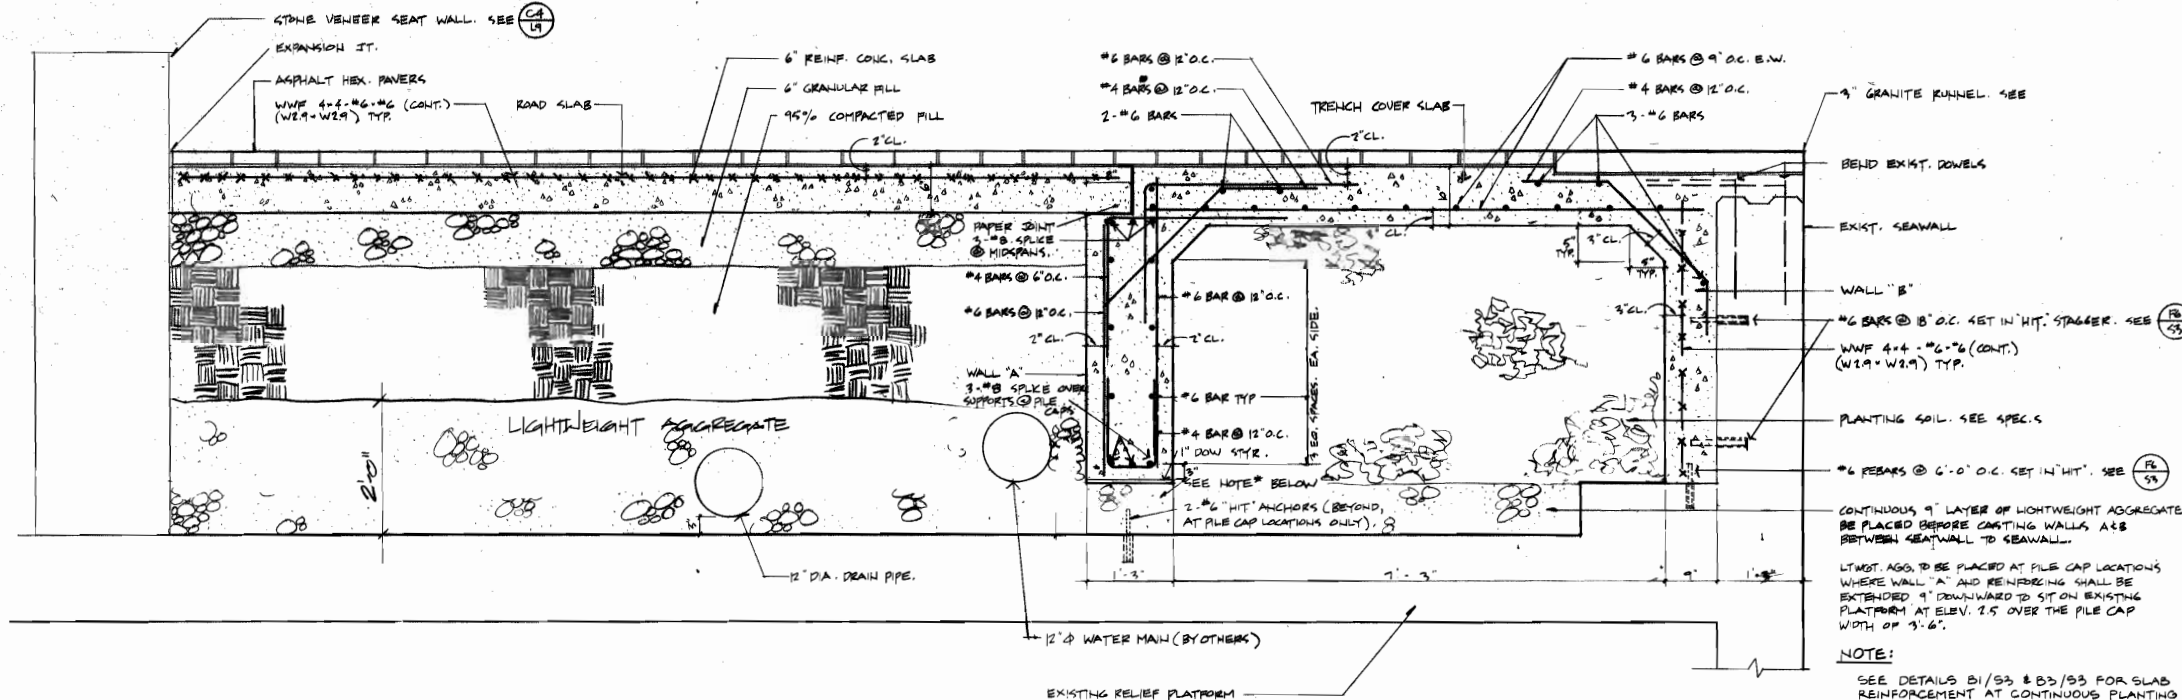 STONE VENEER SEAT WALL. SEE C4/L9
EXPANSION JT.
ASPHALT HEX. PAVERS
WWF 4×4-#6×#6 (CONT.)
(W2.9×W2.9) TYP.
ROAD SLAB
6" REINF. CONC. SLAB
6" GRANULAR FILL
95% COMPACTED FILL
2"CL.
#6 BARS @ 12"O.C.
#4 BARS @ 12"O.C.
2-#6 BARS
TRENCH COVER SLAB
2"CL.
#6 BARS @ 9" O.C. E.W.
#4 BARS @ 12"O.C.
3-#6 BARS
3" GRANITE RUNNEL. SEE
BEND EXIST. DOWELS
EXIST. SEAWALL
WALL "B"
#6 BARS @ 18" O.C. SET IN "HIT." STAGGER. SEE F6/S3
WWF 4×4-#6×#6 (CONT.)
(W2.9×W2.9) TYP.
PLANTING SOIL. SEE SPEC.S
#6 REBARS @ 6'-0" O.C. SET IN "HIT". SEE F6/S3
CONTINUOUS 9" LAYER OF LIGHTWEIGHT AGGREGATE
BE PLACED BEFORE CASTING WALLS A&B
BETWEEN SEATWALL TO SEAWALL.
LTWGT. AGG. TO BE PLACED AT PILE CAP LOCATIONS
WHERE WALL "A" AND REINFORCING SHALL BE
EXTENDED 9" DOWNWARD TO SIT ON EXISTING
PLATFORM AT ELEV. 2.5 OVER THE PILE CAP
WIDTH OF 3'-6".
NOTE:
SEE DETAILS B1/S3 & B3/S3 FOR SLAB
REINFORCEMENT AT CONTINUOUS PLANTING
PAPER JOINT
3-#8 SPLICE
@ MIDSPANS.
#4 BARS @ 6"O.C.
#6 BARS @ 12"O.C.
2"CL.
WALL "A"
3-#8 SPLICE OVER
SUPPORTS @ PILE
CAPS
#6 BAR @ 12"O.C.
2"CL.
#6 BAR TYP
#4 BAR @ 12"O.C.
1" DOW STYR.
3"
SEE NOTE* BELOW
2-#6 "HIT" ANCHORS (BEYOND,
AT PILE CAP LOCATIONS ONLY).
3 EQ. SPACES. EA. SIDE.
CL.
5"
TYP.
3"CL.
5"
TYP.
3"CL.
LIGHTWEIGHT AGGREGATE
2'-0"
12" DIA. DRAIN PIPE.
12"Φ WATER MAIN (BY OTHERS)
EXISTING RELIEF PLATFORM
1'-3"
7'-3"
9"